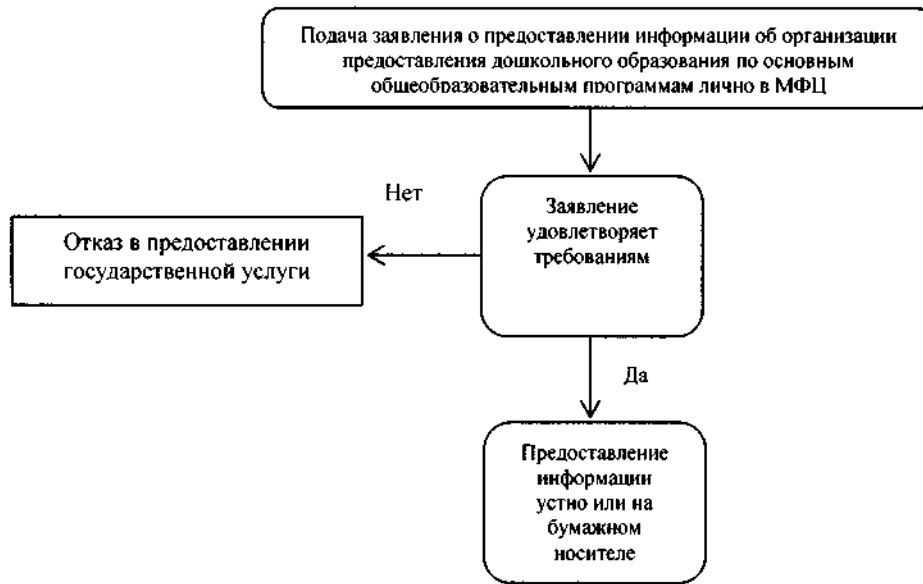 Подача заявления о предоставлении информации об организации
предоставления дошкольного образования по основным
общеобразовательным программам лично в МФЦ
Нет
Заявление
удовлетворяет
требованиям
Отказ в предоставлении
государственной услуги
Да
Предоставление
информации
устно или на
бумажном
носителе